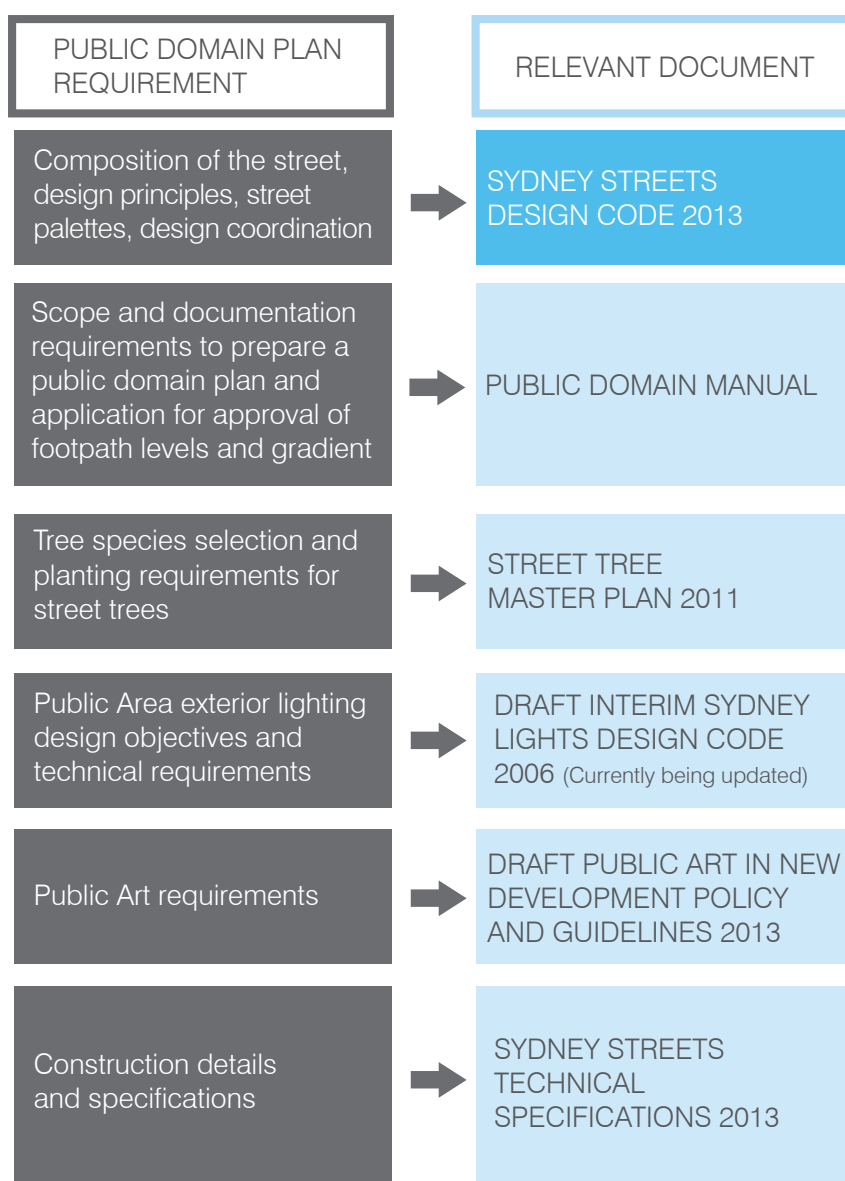 PUBLIC DOMAIN PLAN
REQUIREMENT
RELEVANT DOCUMENT
Composition of the street,
design principles, street
palettes, design coordination
SYDNEY STREETS
DESIGN CODE 2013
Scope and documentation
requirements to prepare a
public domain plan and
application for approval of
footpath levels and gradient
PUBLIC DOMAIN MANUAL
Tree species selection and
planting requirements for
street trees
STREET TREE
MASTER PLAN 2011
Public Area exterior lighting
design objectives and
technical requirements
DRAFT INTERIM SYDNEY
LIGHTS DESIGN CODE
2006 (Currently being updated)
Public Art requirements
DRAFT PUBLIC ART IN NEW
DEVELOPMENT POLICY
AND GUIDELINES 2013
Construction details
and specifications
SYDNEY STREETS
TECHNICAL
SPECIFICATIONS 2013